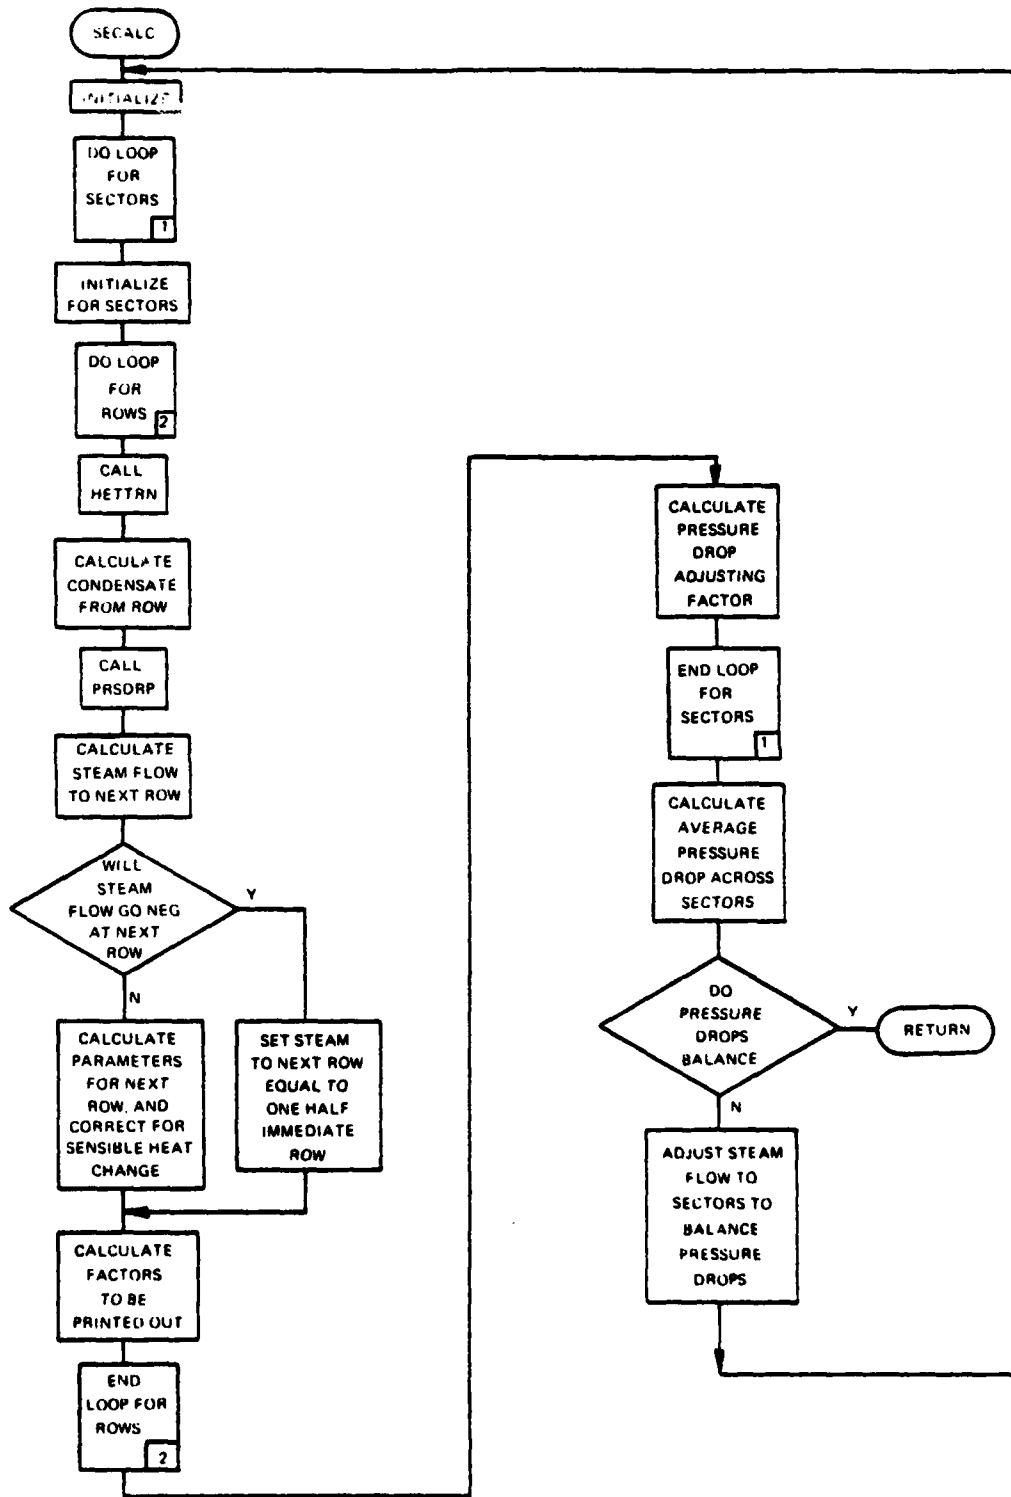 SECALC
INITIALIZE
DO LOOP
FOR
SECTORS
1
INITIALIZE
FOR SECTORS
DO LOOP
FOR
ROWS
2
CALL
HETTRN
CALCULATE
CONDENSATE
FROM ROW
CALL
PRSDRP
CALCULATE
STEAM FLOW
TO NEXT ROW
WILL
STEAM
FLOW GO NEG
AT NEXT
ROW
Y
N
CALCULATE
PARAMETERS
FOR NEXT
ROW, AND
CORRECT FOR
SENSIBLE HEAT
CHANGE
SET STEAM
TO NEXT ROW
EQUAL TO
ONE HALF
IMMEDIATE
ROW
CALCULATE
FACTORS
TO BE
PRINTED OUT
END
LOOP FOR
ROWS
2
CALCULATE
PRESSURE
DROP
ADJUSTING
FACTOR
END LOOP
FOR
SECTORS
1
CALCULATE
AVERAGE
PRESSURE
DROP ACROSS
SECTORS
DO
PRESSURE
DROPS
BALANCE
Y
RETURN
N
ADJUST STEAM
FLOW TO
SECTORS TO
BALANCE
PRESSURE
DROPS